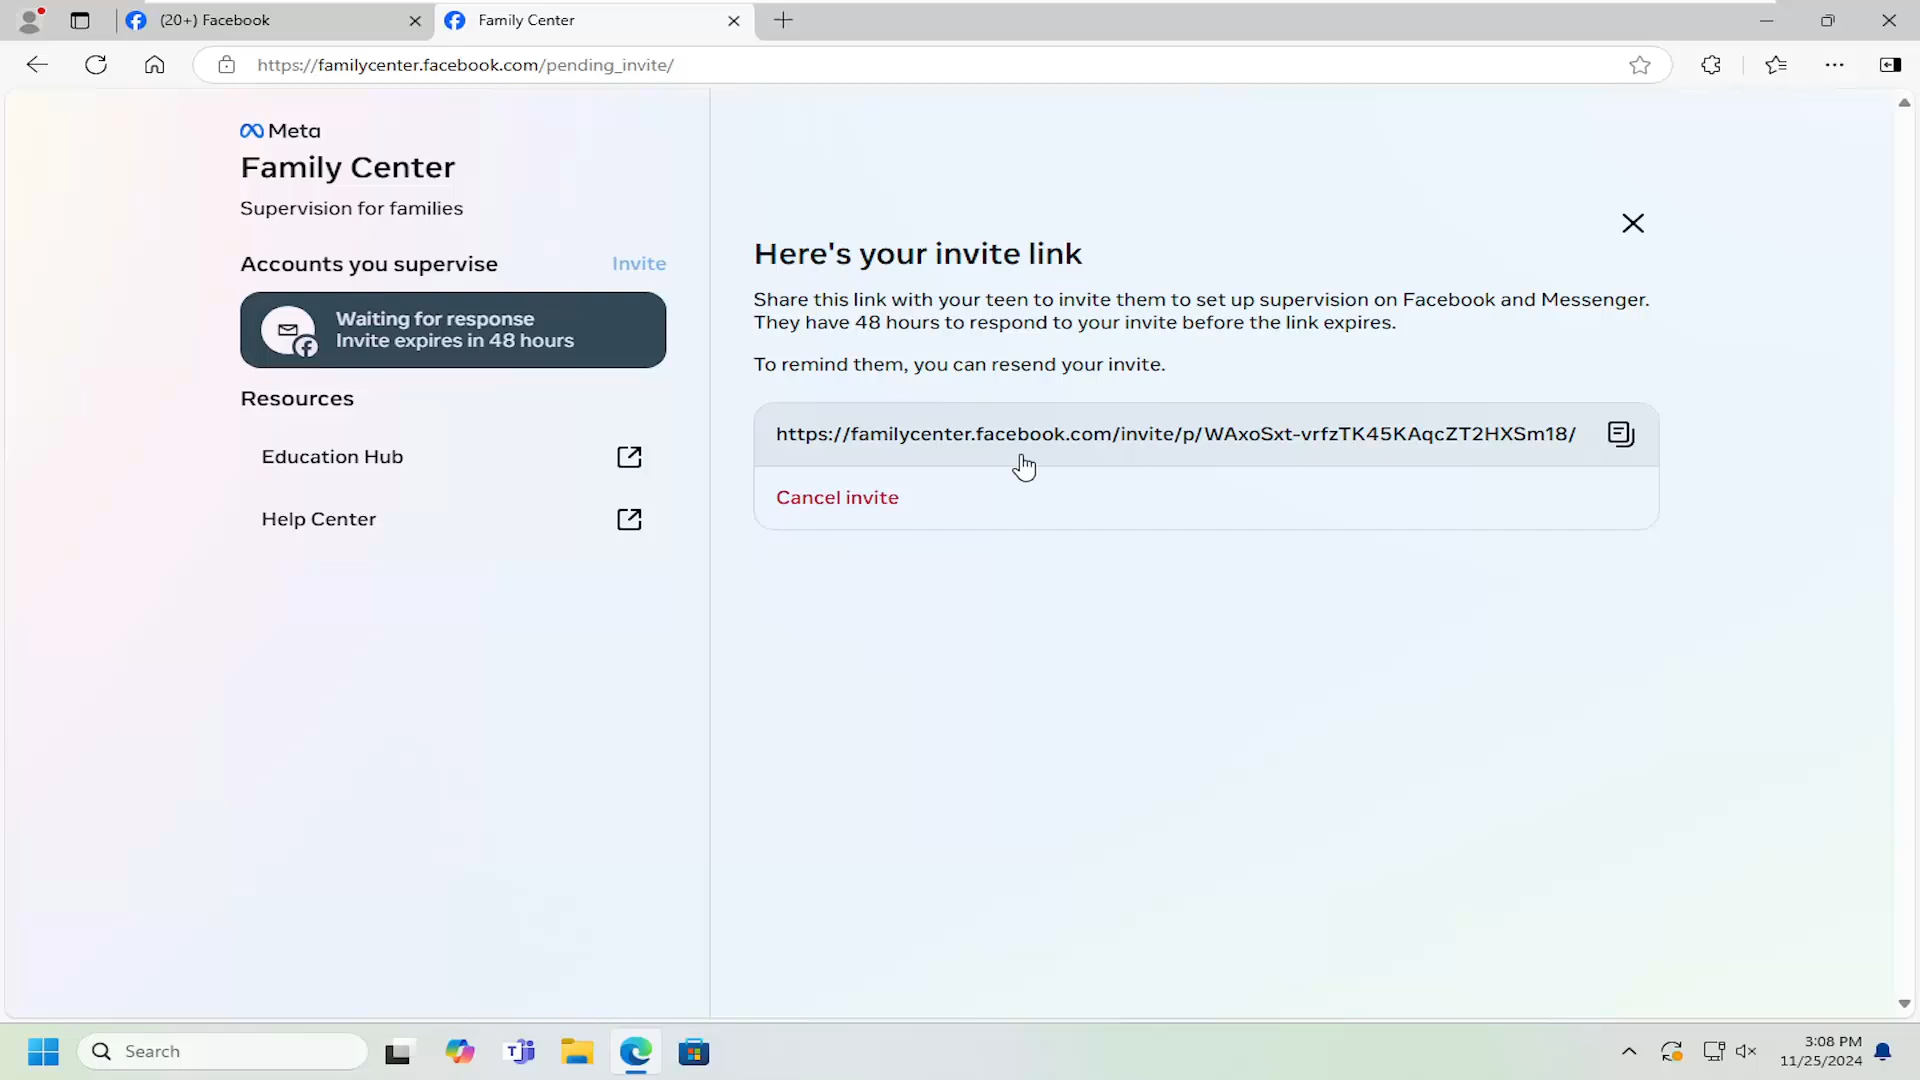 (20+) Facebook
Family Center
https://familycenter.facebook.com/pending_invite/
Meta
Family Center
Supervision for families
Accounts you supervise
Invite
Waiting for response
Invite expires in 48 hours
Resources
Education Hub
Help Center
Here's your invite link
Share this link with your teen to invite them to set up supervision on Facebook and Messenger.
They have 48 hours to respond to your invite before the link expires.
To remind them, you can resend your invite.
https://familycenter.facebook.com/invite/p/WAxoSxt-vrfzTK45KAqcZT2HXSm18/
Cancel invite
Search
3:08 PM
11/25/2024